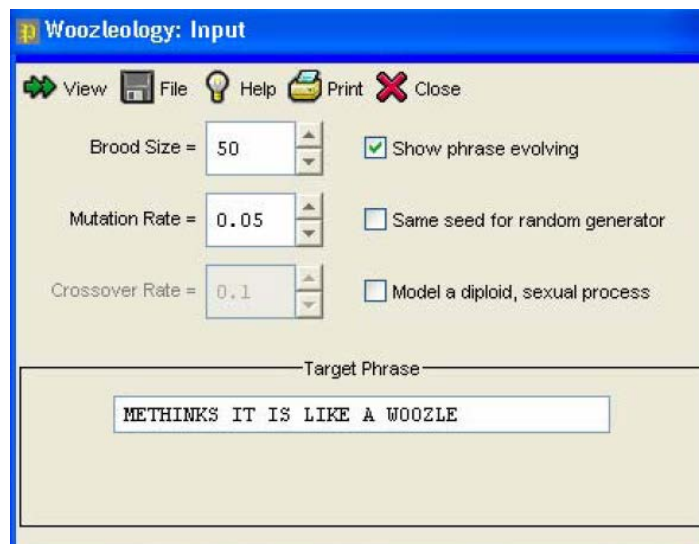 Woozleology: Input
View File Help Print Close
Brood Size = 50 Show phrase evolving
Mutation Rate = 0.05 Same seed for random generator
Crossover Rate = 0.1 Model a diploid, sexual process
Target Phrase
METHINKS IT IS LIKE A WOOZLE